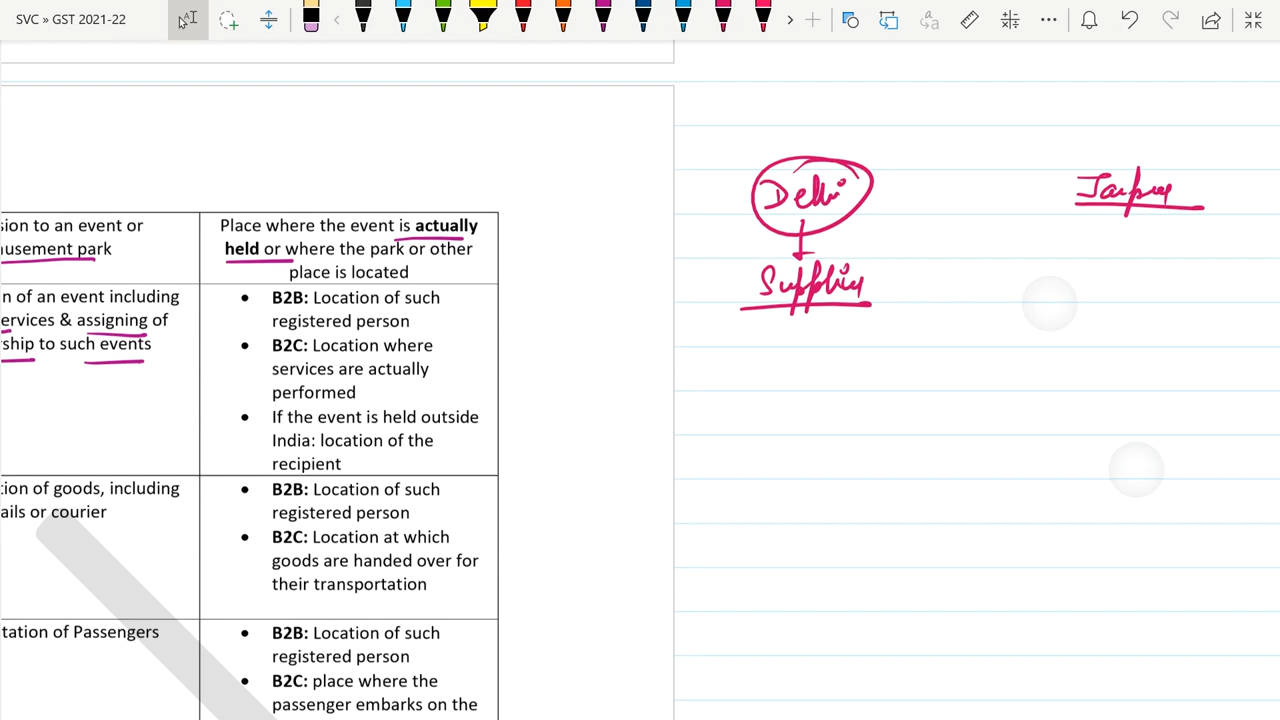 SVC » GST 2021-22
sion to an event or
usement park
Place where the event is actually
held or where the park or other
place is located
n of an event including
ervices & assigning of
ship to such events
• B2B: Location of such
registered person
• B2C: Location where
services are actually
performed
• If the event is held outside
India: location of the
recipient
tion of goods, including
ails or courier
• B2B: Location of such
registered person
• B2C: Location at which
goods are handed over for
their transportation
tation of Passengers
• B2B: Location of such
registered person
• B2C: place where the
passenger embarks on the
Delhi
Supplier
Jaipur